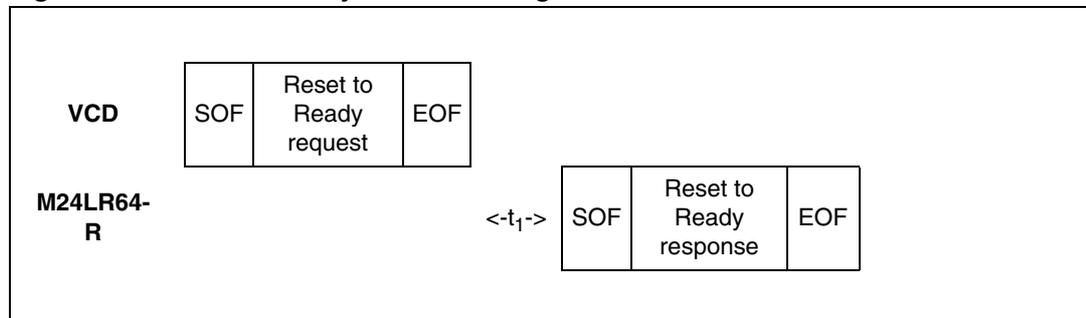 VCD
SOF
Reset to
Ready
request
EOF
M24LR64-
R
<-t₁->
SOF
Reset to
Ready
response
EOF